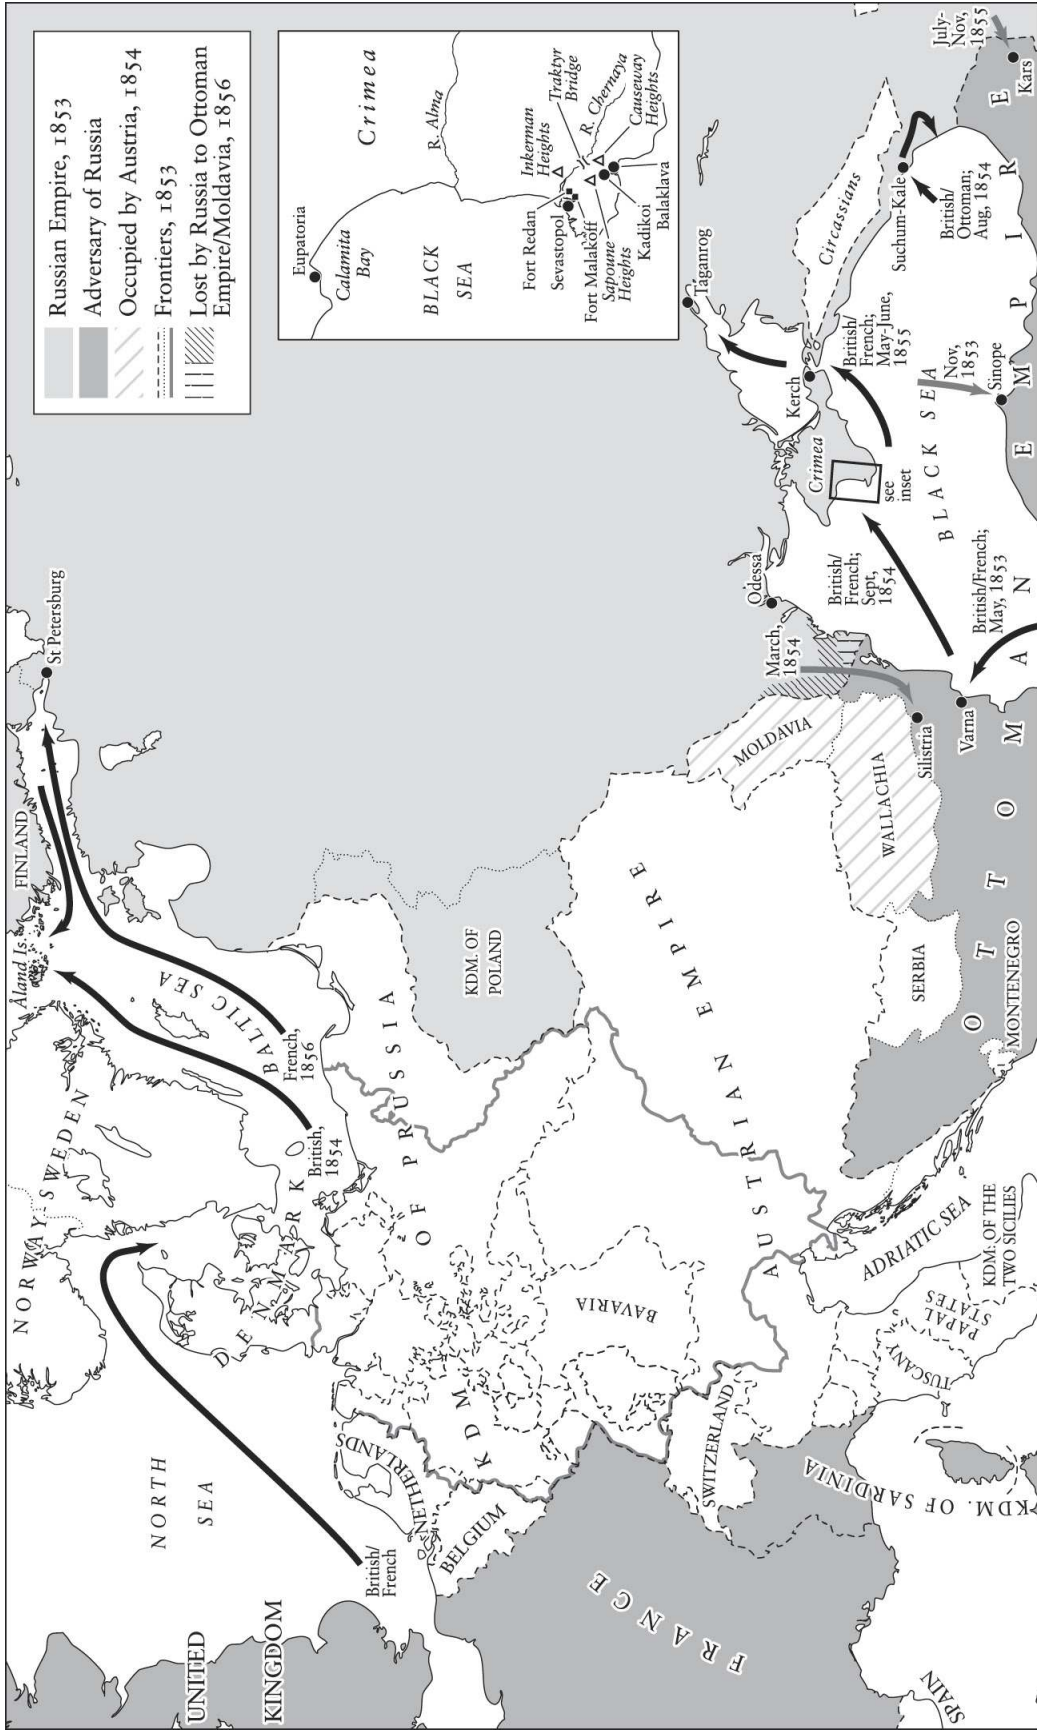 Russian Empire, 1853
Adversary of Russia
Occupied by Austria, 1854
Frontiers, 1853
Lost by Russia to Ottoman
Empire/Moldavia, 1856
Crimea
Eupatoria
Calamita
Bay
R. Alma
BLACK
SEA
Inkerman
Heights
Traktyr
Bridge
R. Chernaya
Causeway
Heights
Fort Redan
Sevastopol
Fort Malakoff
Sapoune
Heights
Kadikoi
Balaklava
NORWAY-SWEDEN
FINLAND
Åland Is.
St Petersburg
NORTH
SEA
BALTIC SEA
French,
1856
British,
1854
DENMARK
UNITED
KINGDOM
British/
French
NETHERLANDS
BELGIUM
KDM. OF PRUSSIA
KDM. OF
POLAND
FRANCE
BAVARIA
SWITZERLAND
AUSTRIAN EMPIRE
MOLDAVIA
WALLACHIA
SERBIA
MONTENEGRO
March,
1854
Odessa
Silistria
Varna
British/
French;
Sept,
1854
British/French;
May, 1853
Crimea
see
inset
Kerch
Taganrog
British/
French;
May-June,
1855
BLACK SEA
Nov,
1853
Sinope
Circassians
Suchum-Kale
British/
Ottoman;
Aug, 1854
July-
Nov,
1855
Kars
OTTOMAN EMPIRE
ADRIATIC SEA
KDM. OF THE
TWO SICILIES
PAPAL
STATES
TUSCANY
KDM. OF SARDINIA
SPAIN